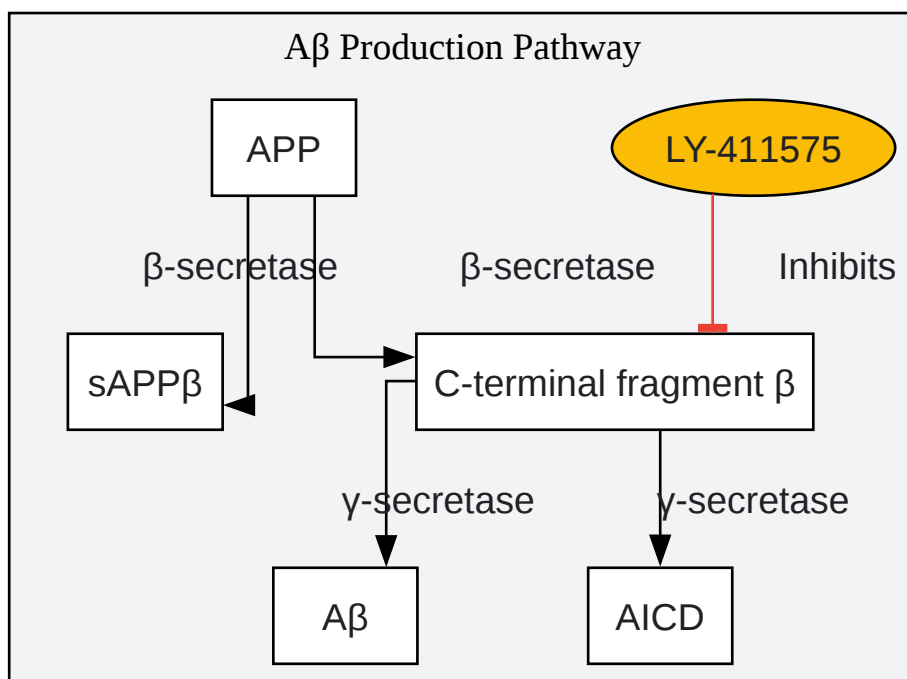 Aβ Production Pathway
APP
LY-411575
β-secretase
β-secretase
Inhibits
sAPPβ
C-terminal fragment β
γ-secretase
γ-secretase
Aβ
AICD